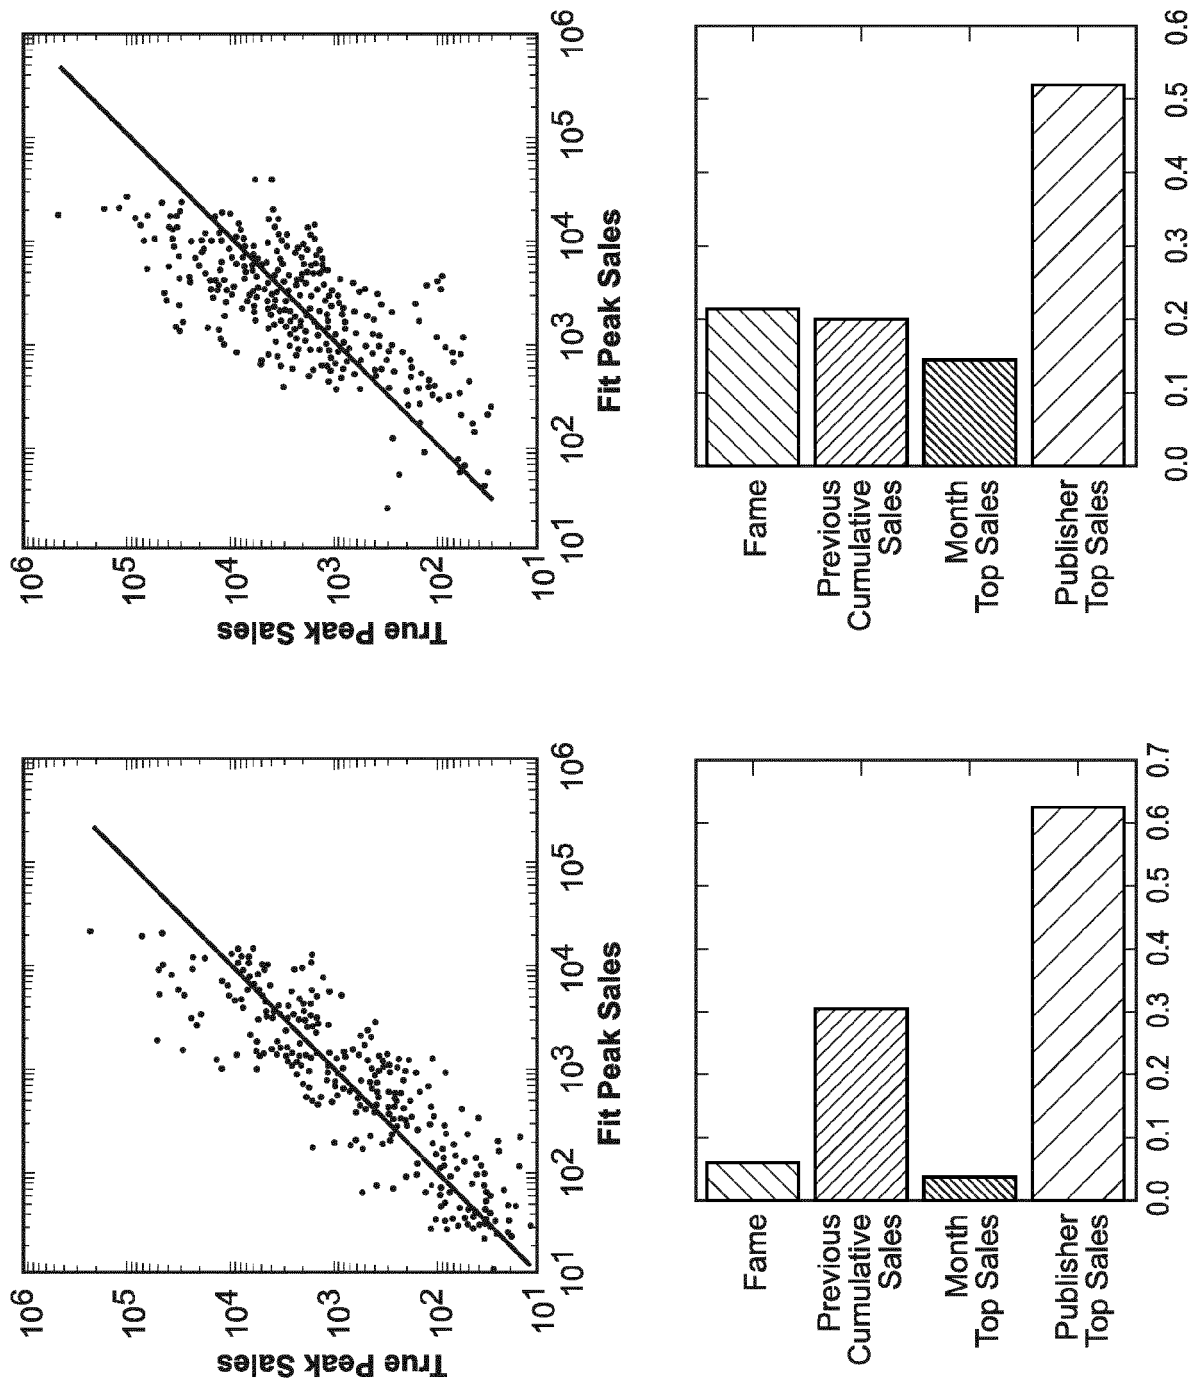 10⁶
10⁵
10⁴
10³
10²
10¹
True Peak Sales
10¹
10²
10³
10⁴
10⁵
10⁶
Fit Peak Sales
10⁶
10⁵
10⁴
10³
10²
10¹
True Peak Sales
10¹
10²
10³
10⁴
10⁵
10⁶
Fit Peak Sales
Fame
Previous
Cumulative
Sales
Month
Top Sales
Publisher
Top Sales
0.0
0.1
0.2
0.3
0.4
0.5
0.6
0.7
Fame
Previous
Cumulative
Sales
Month
Top Sales
Publisher
Top Sales
0.0
0.1
0.2
0.3
0.4
0.5
0.6